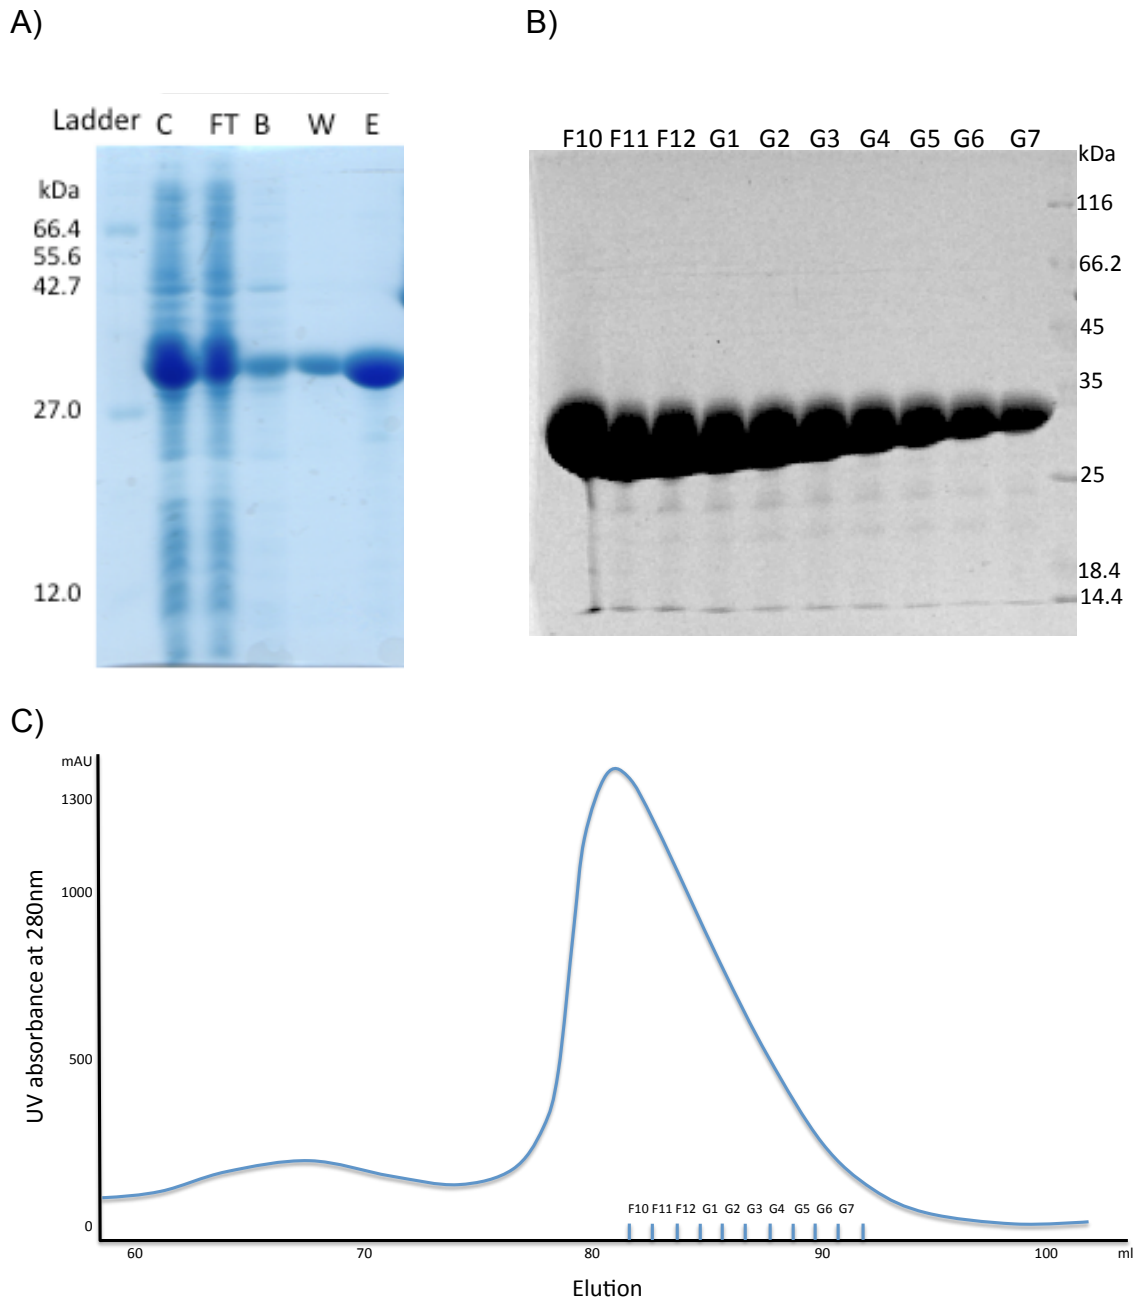 A)
B)
Ladder C FT B W E
kDa
66.4
55.6
42.7
27.0
12.0
F10 F11 F12 G1 G2 G3 G4 G5 G6 G7
kDa
116
66.2
45
35
25
18.4
14.4
C)
mAU
1300
1000
500
0
UV absorbance at 280nm
F10 F11 F12 G1 G2 G3 G4 G5 G6 G7
60 70 80 90 100 ml
Elution